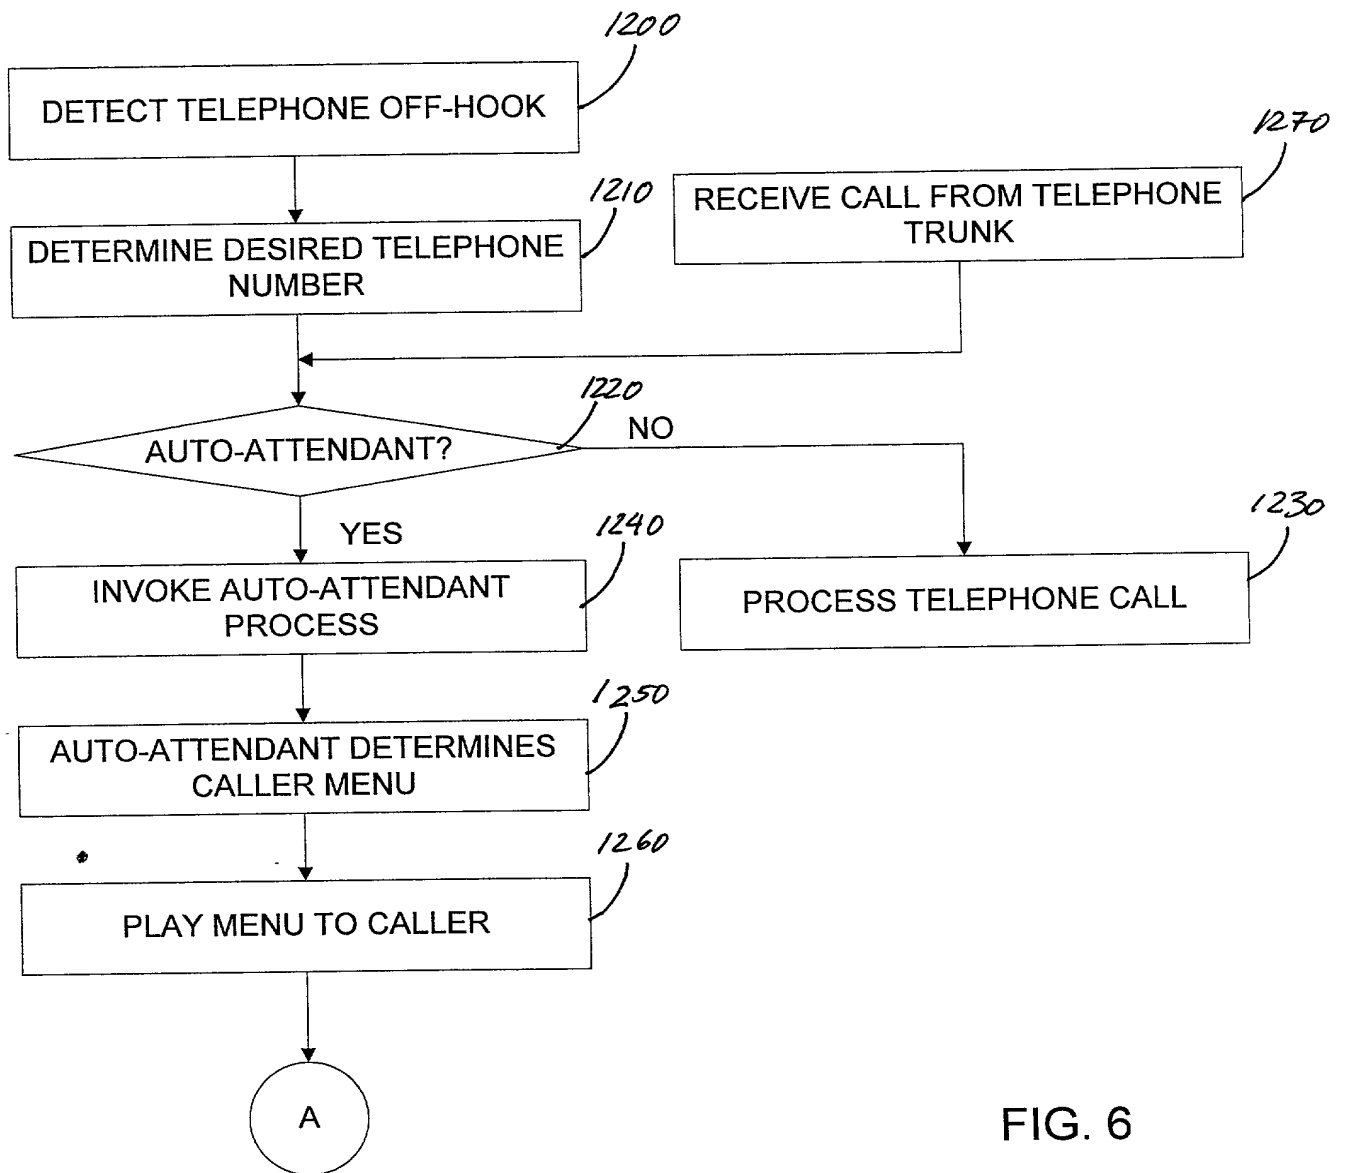 1200
DETECT TELEPHONE OFF-HOOK
1270
1210
RECEIVE CALL FROM TELEPHONE
TRUNK
DETERMINE DESIRED TELEPHONE
NUMBER
1220
NO
AUTO-ATTENDANT?
YES
1240
1230
INVOKE AUTO-ATTENDANT
PROCESS
PROCESS TELEPHONE CALL
1250
AUTO-ATTENDANT DETERMINES
CALLER MENU
1260
PLAY MENU TO CALLER
A
FIG. 6